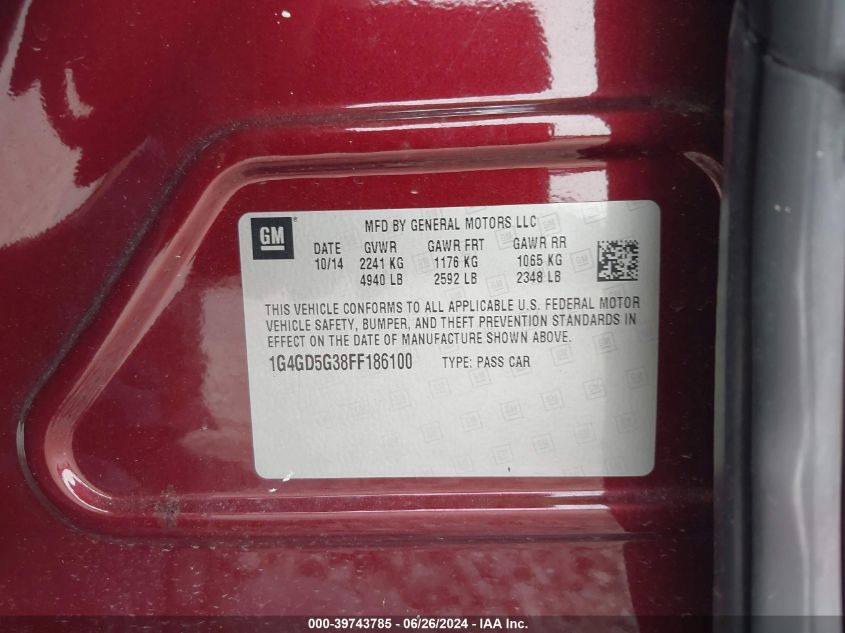 MFD BY GENERAL MOTORS LLC
GM®
DATE GVWR GAWR FRT GAWR RR
10/14 2241 KG 1176 KG 1065 KG
4940 LB 2592 LB 2348 LB
THIS VEHICLE CONFORMS TO ALL APPLICABLE U.S. FEDERAL MOTOR
VEHICLE SAFETY, BUMPER, AND THEFT PREVENTION STANDARDS IN
EFFECT ON THE DATE OF MANUFACTURE SHOWN ABOVE.
1G4GD5G38FF186100 TYPE: PASS CAR
000-39743785 - 06/26/2024 - IAA Inc.